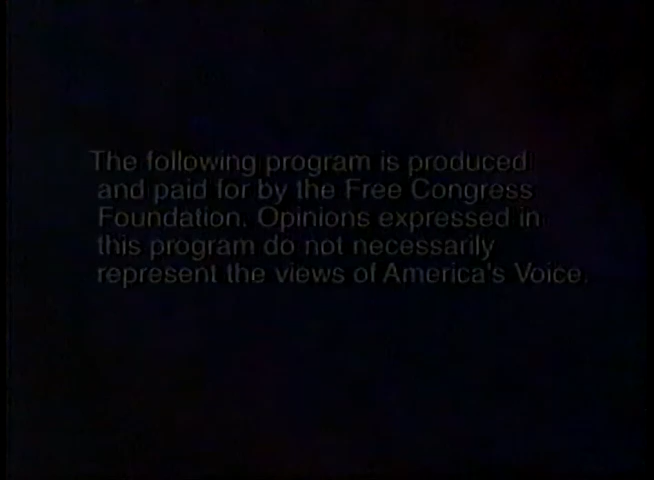 The following program is produced
and paid for by the Free Congress
Foundation. Opinions expressed in
this program do not necessarily
represent the views of America's Voice.